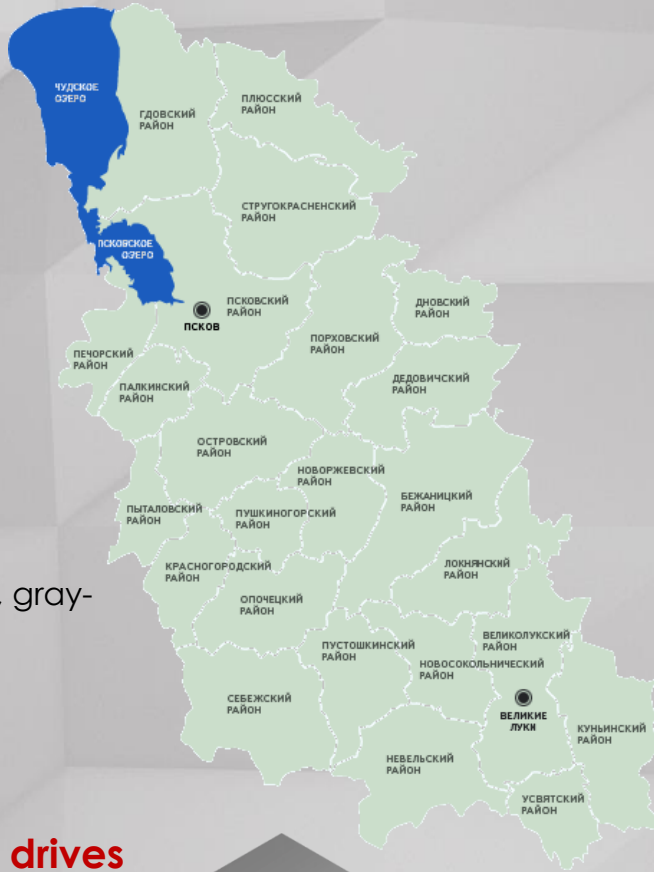 ЧУДСКОЕ
ОЗЕРО
ГДОВСКИЙ
РАЙОН
ПЛЮССКИЙ
РАЙОН
СТРУГОКРАСНЕНСКИЙ
РАЙОН
ПСКОВСКОЕ
ОЗЕРО
ПСКОВСКИЙ
РАЙОН
ПСКОВ
ДНОВСКИЙ
РАЙОН
ПОРХОВСКИЙ
РАЙОН
ПЕЧОРСКИЙ
РАЙОН
ПАЛКИНСКИЙ
РАЙОН
ДЕДОВИЧСКИЙ
РАЙОН
ОСТРОВСКИЙ
РАЙОН
НОВОРЖЕВСКИЙ
РАЙОН
БЕЖАНИЦКИЙ
РАЙОН
ПЫТАЛОВСКИЙ
РАЙОН
ПУШКИНОГОРСКИЙ
РАЙОН
КРАСНОГОРОДСКИЙ
РАЙОН
ЛОКНЯНСКИЙ
РАЙОН
, gray-
ОПОЧЕЦКИЙ
РАЙОН
ПУСТОШКИНСКИЙ
РАЙОН
ВЕЛИКОЛУКСКИЙ
РАЙОН
НОВОСОКОЛЬНИЧЕСКИЙ
РАЙОН
СЕБЕЖСКИЙ
РАЙОН
ВЕЛИКИЕ
ЛУКИ
КУНЬИНСКИЙ
РАЙОН
НЕВЕЛЬСКИЙ
РАЙОН
УСВЯТСКИЙ
РАЙОН
drives